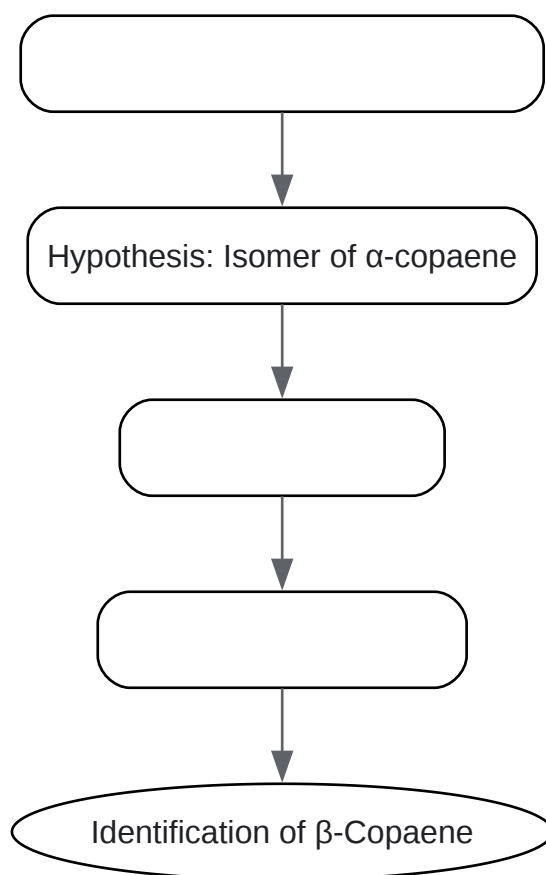 Hypothesis: Isomer of α-copaene
Identification of β-Copaene